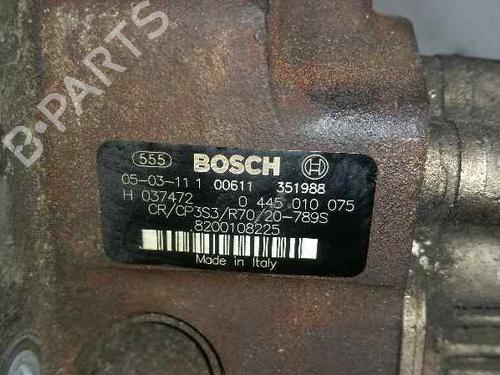 B-PARTS
555 BOSCH
05-03-11 1 00611 351988
H 037472 0 445 010 075
CR/CP3S3/R70/20-789S
8200108225
Made in Italy